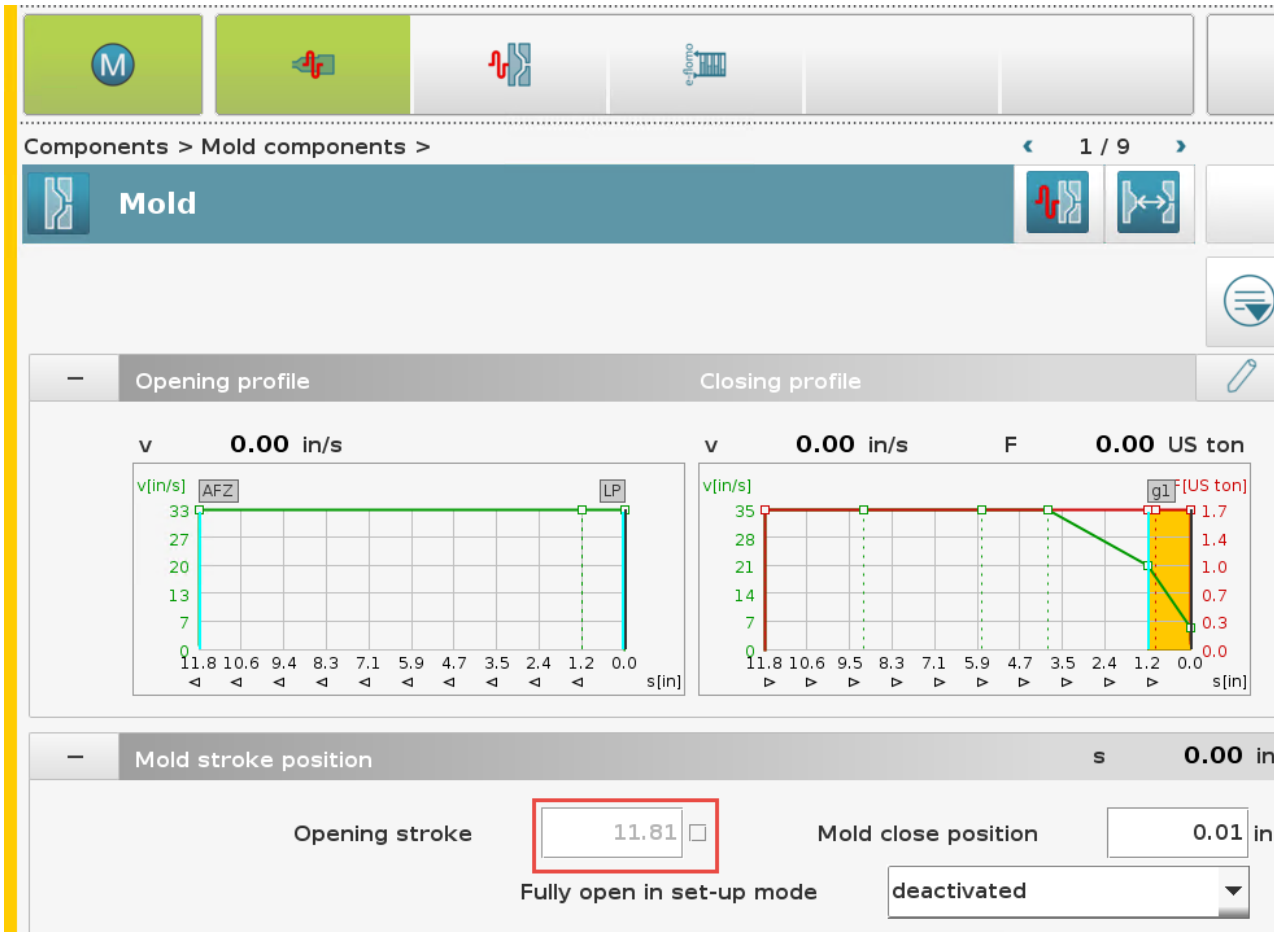 M
e-flomo
Components > Mold components >
1 / 9
Mold
Opening profile
Closing profile
v 0.00 in/s
v 0.00 in/s F 0.00 US ton
v[in/s] AFZ LP
33
27
20
13
7
0
11.8 10.6 9.4 8.3 7.1 5.9 4.7 3.5 2.4 1.2 0.0
s[in]
v[in/s] g1 F[US ton]
35 1.7
28 1.4
21 1.0
14 0.7
7 0.3
0 0.0
11.8 10.6 9.5 8.3 7.1 5.9 4.7 3.5 2.4 1.2 0.0
s[in]
Mold stroke position s 0.00 in
Opening stroke 11.81 Mold close position 0.01 in
Fully open in set-up mode deactivated